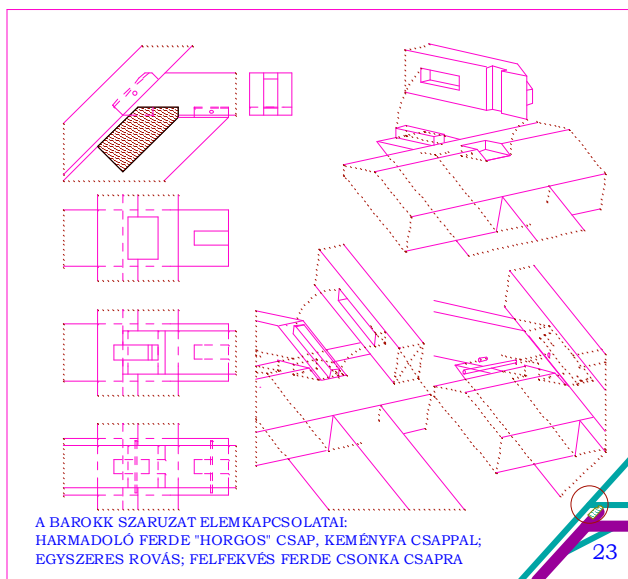 A BAROKK SZARUZAT ELEMKAPCSOLATAI:
HARMADOLÓ FERDE "HORGOS" CSAP, KEMÉNYFA CSAPPAL;
EGYSZERES ROVÁS; FELFEKVÉS FERDE CSONKA CSAPRA
23